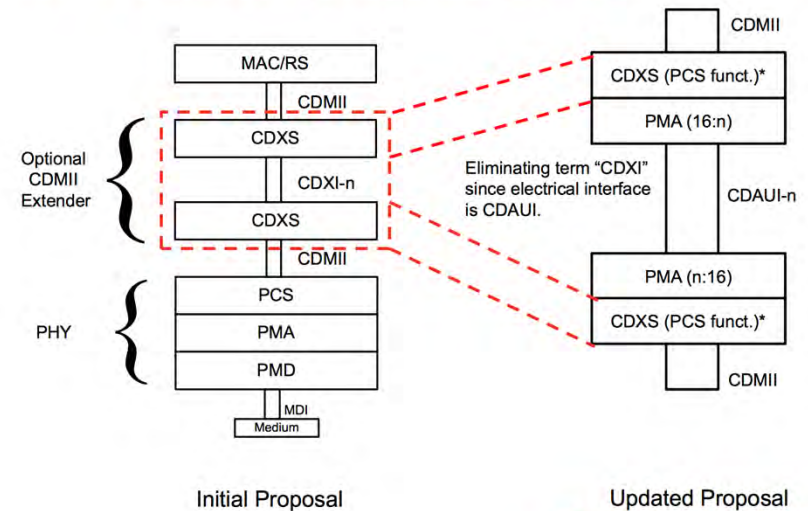 MAC/RS
CDMII
CDXS
Optional
CDMII
Extender
CDXI-n
CDXS
CDMII
PHY
PCS
PMA
PMD
MDI
Medium
Initial Proposal
Eliminating term “CDXI”
since electrical interface
is CDAUI.
CDMII
CDXS (PCS funct.)*
PMA (16:n)
CDAUI-n
PMA (n:16)
CDXS (PCS funct.)*
CDMII
Updated Proposal